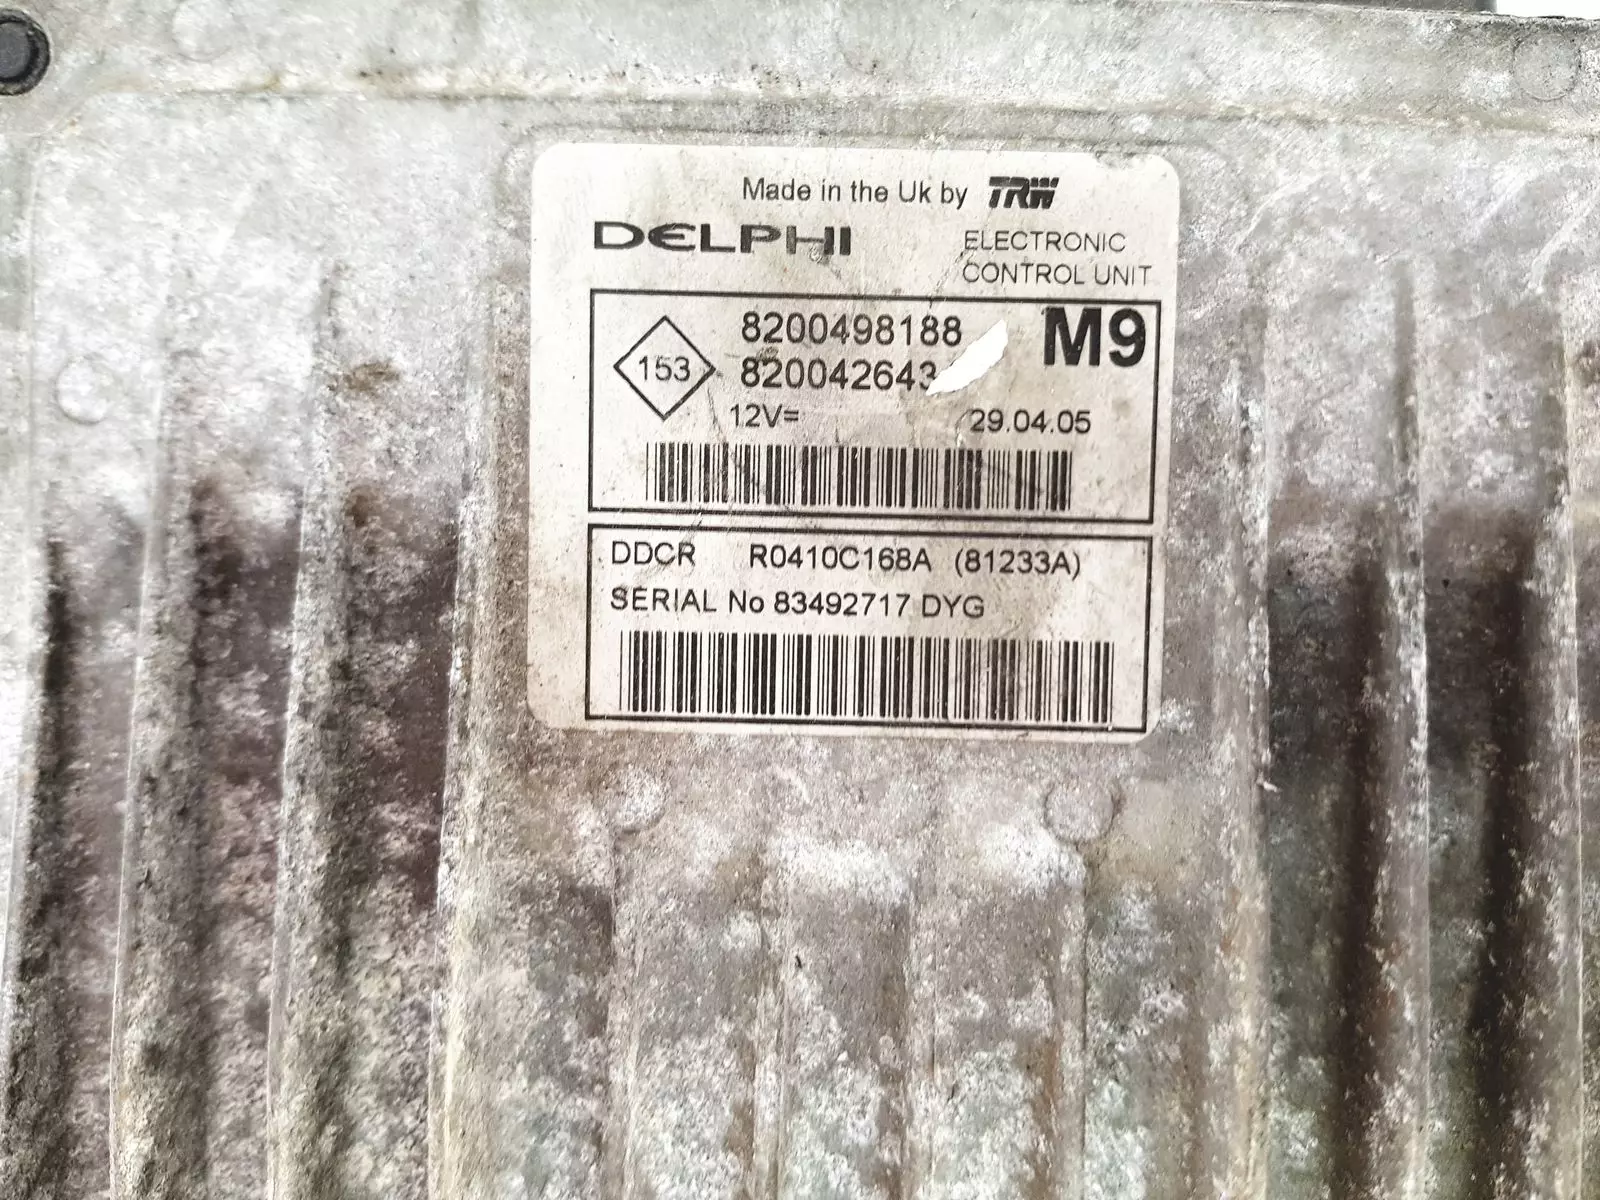 Made in the Uk by TRW
DELPHI
ELECTRONIC
CONTROL UNIT
8200498188
M9
153
12V=
29.04.05
DDCR R0410C168A (81233A)
SERIAL No 83492717 DYG